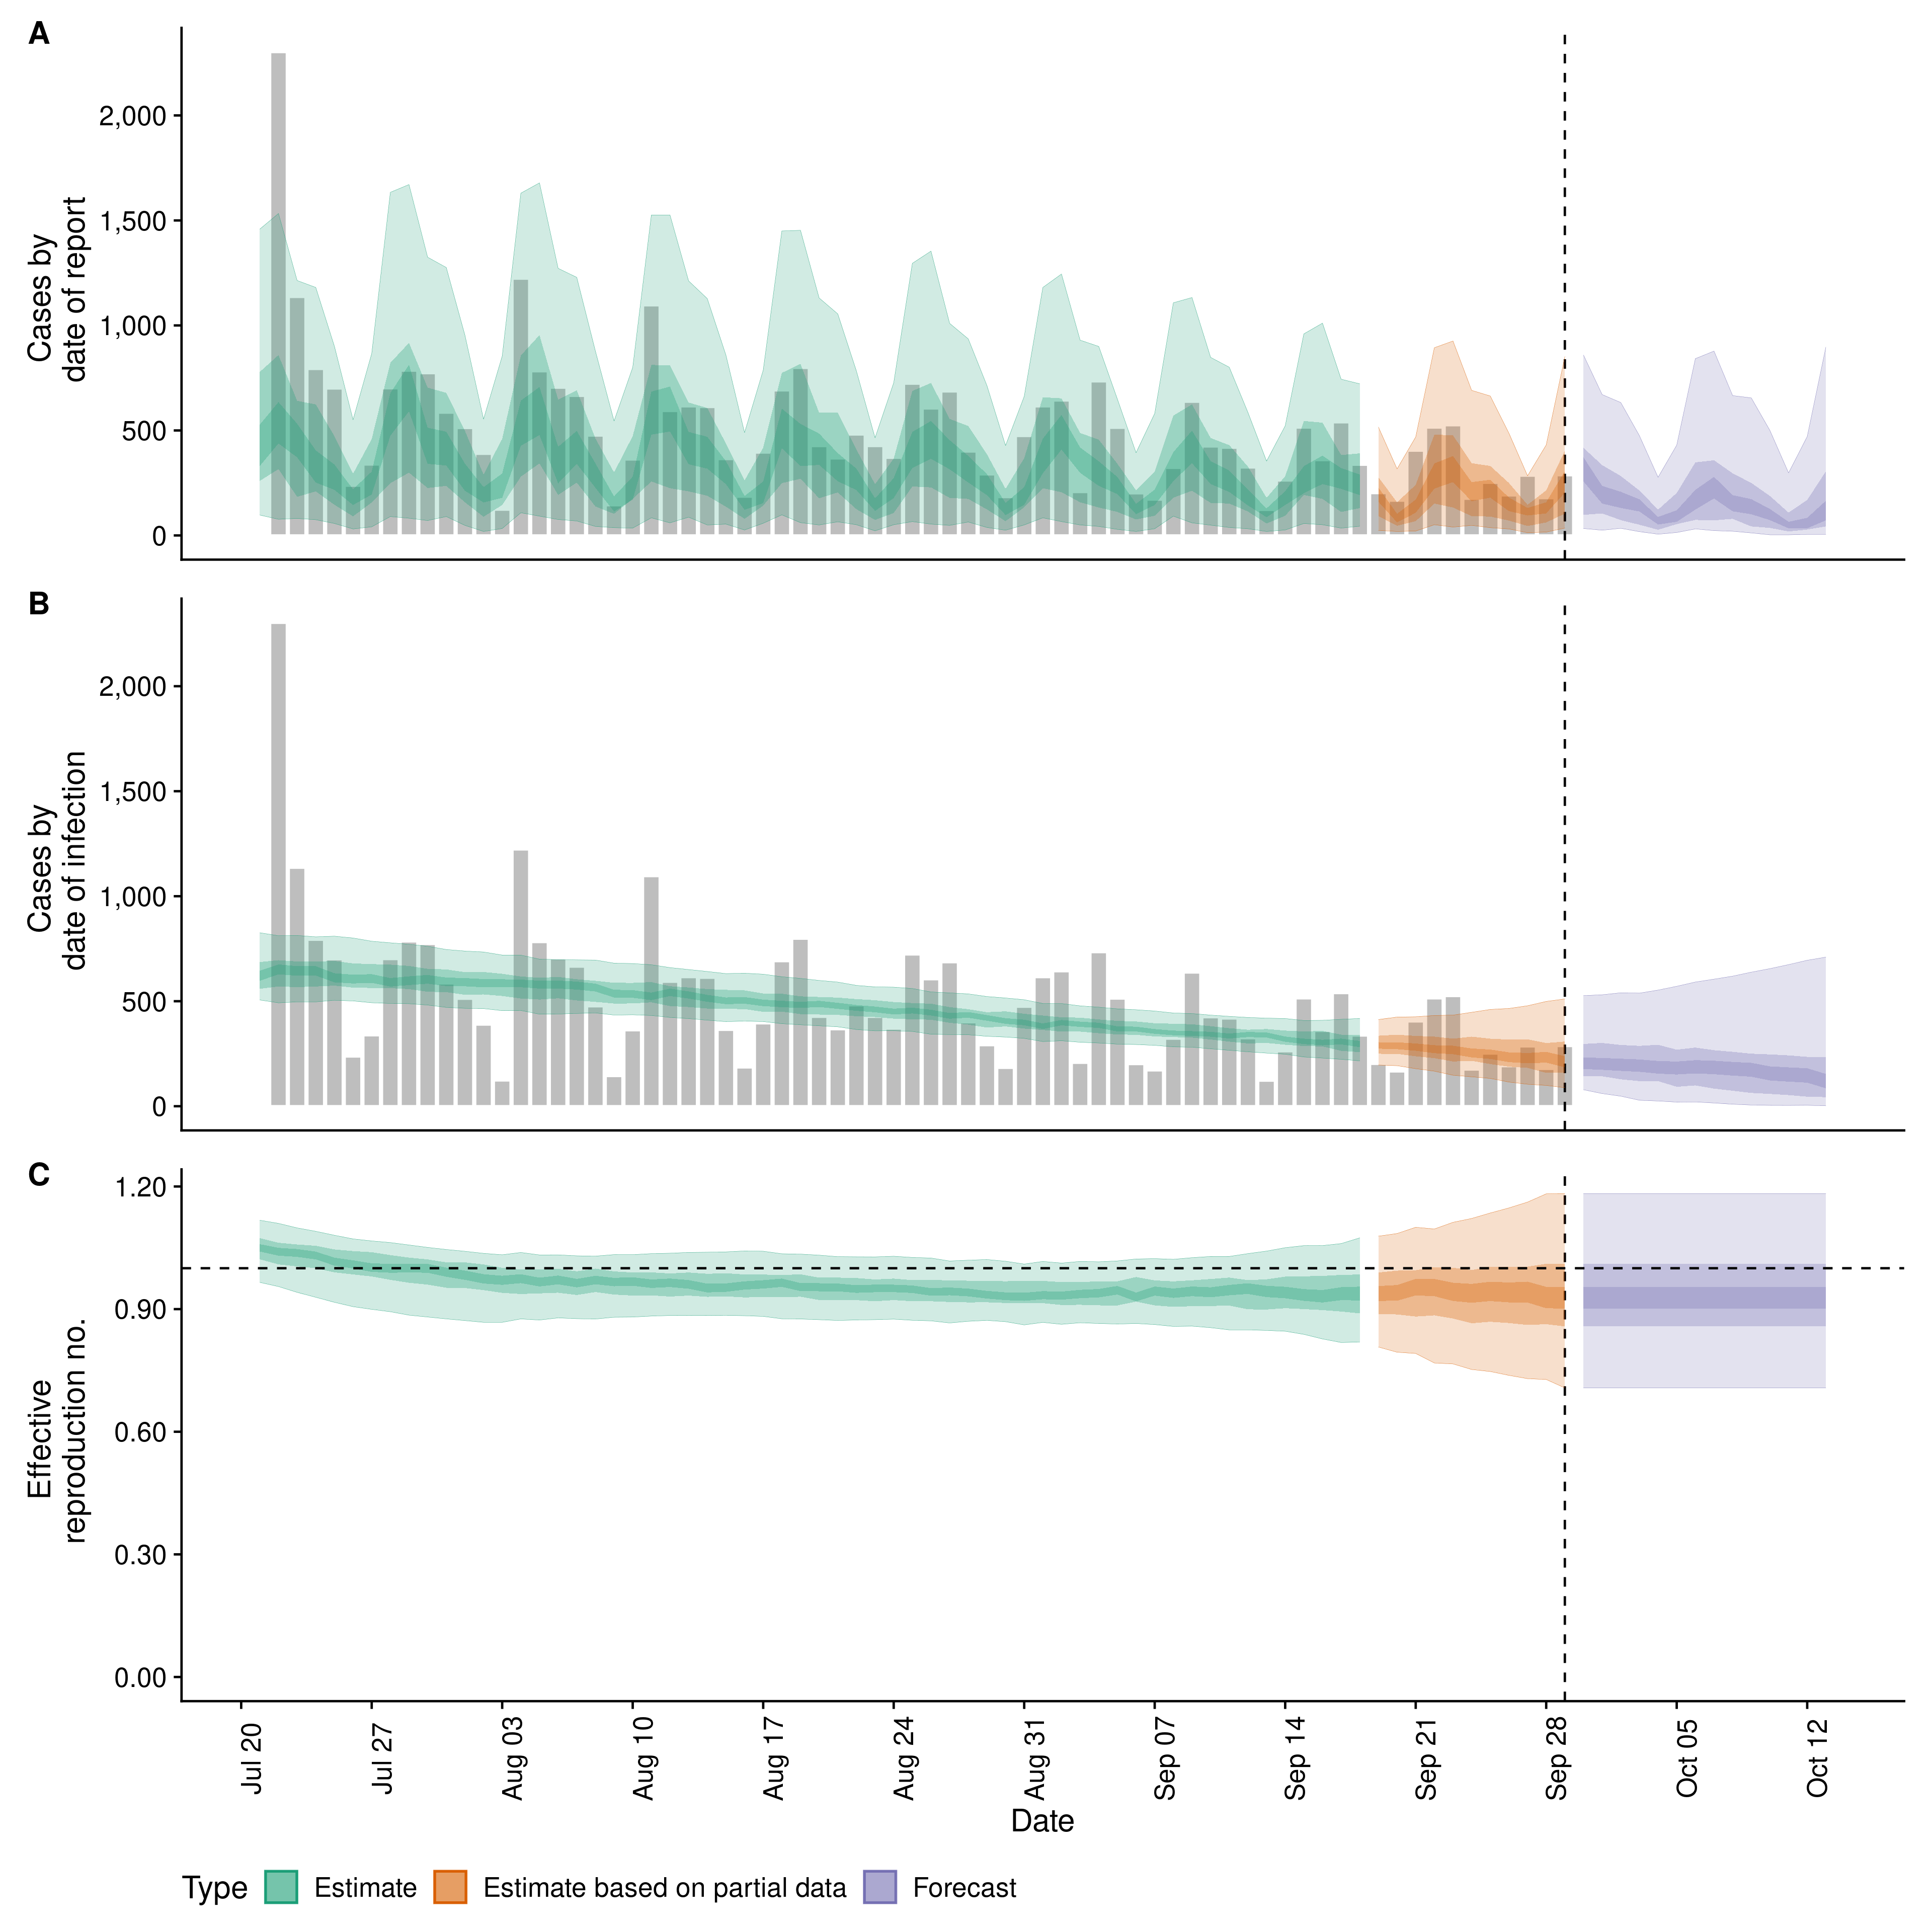 A
Cases by
date of report
2,000
1,500
1,000
500
0
B
Cases by
date of infection
2,000
1,500
1,000
500
0
C
Effective
reproduction no.
1.20
0.90
0.60
0.30
0.00
Jul 20
Jul 27
Aug 03
Aug 10
Aug 17
Aug 24
Aug 31
Sep 07
Sep 14
Sep 21
Sep 28
Oct 05
Oct 12
Date
Type Estimate Estimate based on partial data Forecast